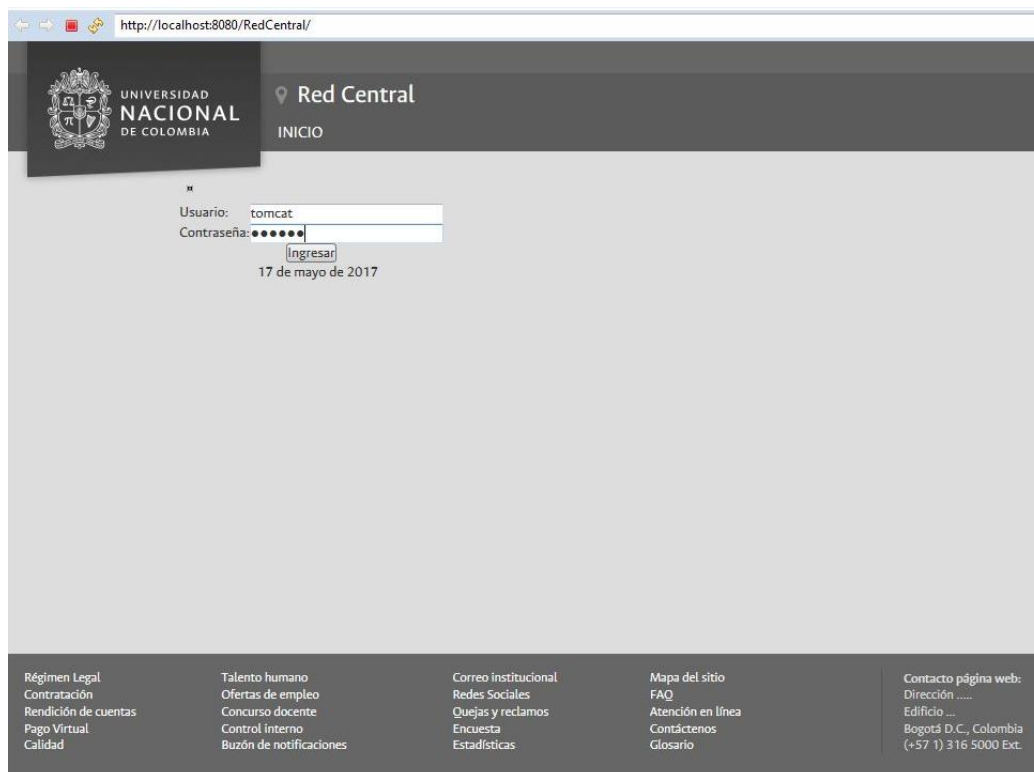 http://localhost:8080/RedCentral/
UNIVERSIDAD
NACIONAL
DE COLOMBIA
Red Central
INICIO
¤
Usuario: tomcat
Contraseña: ●●●●●●
Ingresar
17 de mayo de 2017
Régimen Legal
Contratación
Rendición de cuentas
Pago Virtual
Calidad
Talento humano
Ofertas de empleo
Concurso docente
Control interno
Buzón de notificaciones
Correo institucional
Redes Sociales
Quejas y reclamos
Encuesta
Estadísticas
Mapa del sitio
FAQ
Atención en línea
Contáctenos
Glosario
Contacto página web:
Dirección .....
Edificio ...
Bogotá D.C., Colombia
(+57 1) 316 5000 Ext.